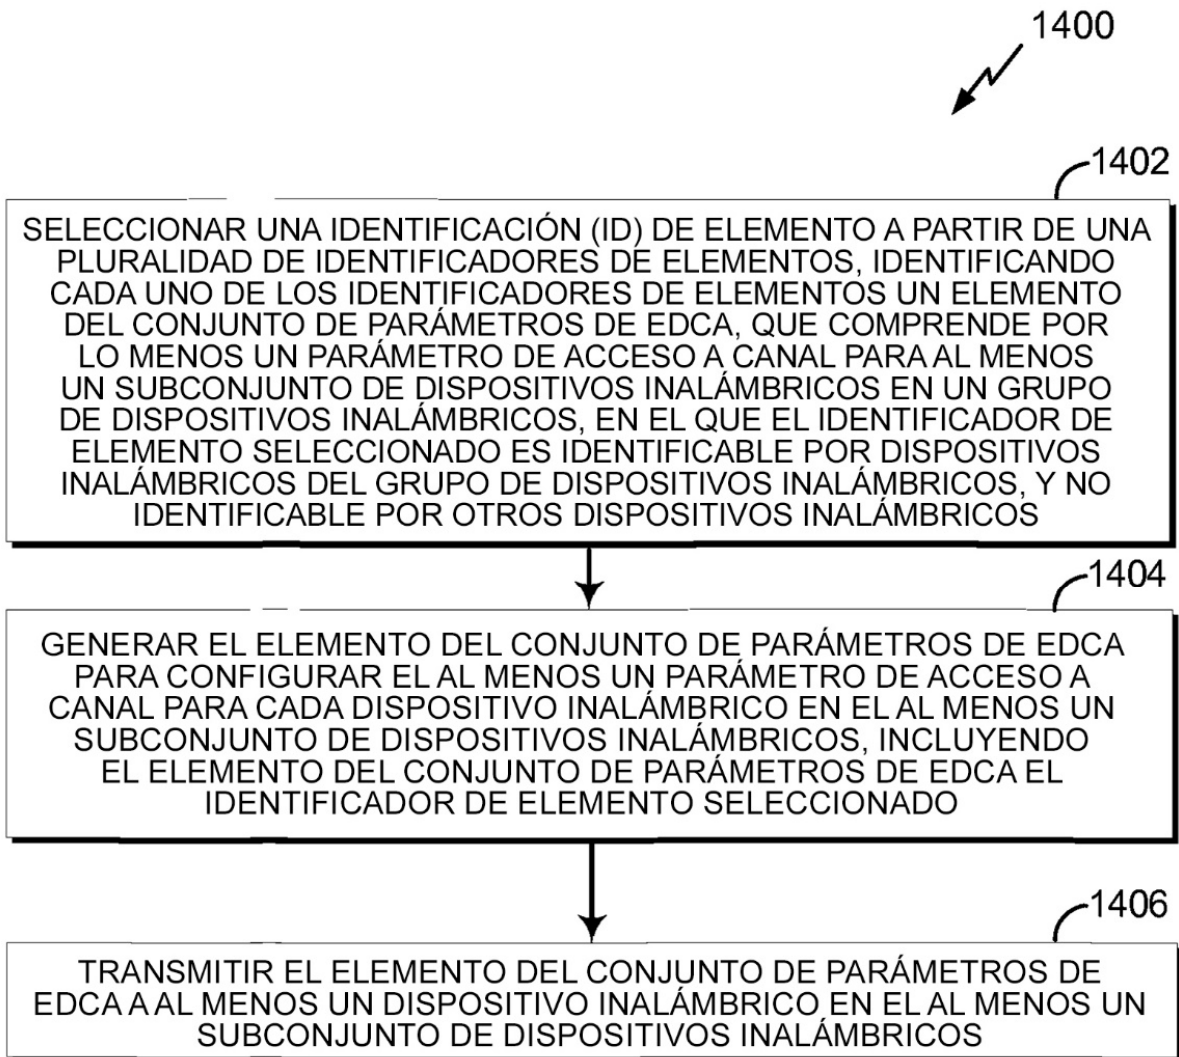 1400
1402
SELECCIONAR UNA IDENTIFICACIÓN (ID) DE ELEMENTO A PARTIR DE UNA
PLURALIDAD DE IDENTIFICADORES DE ELEMENTOS, IDENTIFICANDO
CADA UNO DE LOS IDENTIFICADORES DE ELEMENTOS UN ELEMENTO
DEL CONJUNTO DE PARÁMETROS DE EDCA, QUE COMPRENDE POR
LO MENOS UN PARÁMETRO DE ACCESO A CANAL PARA AL MENOS
UN SUBCONJUNTO DE DISPOSITIVOS INALÁMBRICOS EN UN GRUPO
DE DISPOSITIVOS INALÁMBRICOS, EN EL QUE EL IDENTIFICADOR DE
ELEMENTO SELECCIONADO ES IDENTIFICABLE POR DISPOSITIVOS
INALÁMBRICOS DEL GRUPO DE DISPOSITIVOS INALÁMBRICOS, Y NO
IDENTIFICABLE POR OTROS DISPOSITIVOS INALÁMBRICOS
1404
GENERAR EL ELEMENTO DEL CONJUNTO DE PARÁMETROS DE EDCA
PARA CONFIGURAR EL AL MENOS UN PARÁMETRO DE ACCESO A
CANAL PARA CADA DISPOSITIVO INALÁMBRICO EN EL AL MENOS UN
SUBCONJUNTO DE DISPOSITIVOS INALÁMBRICOS, INCLUYENDO
EL ELEMENTO DEL CONJUNTO DE PARÁMETROS DE EDCA EL
IDENTIFICADOR DE ELEMENTO SELECCIONADO
1406
TRANSMITIR EL ELEMENTO DEL CONJUNTO DE PARÁMETROS DE
EDCA A AL MENOS UN DISPOSITIVO INALÁMBRICO EN EL AL MENOS UN
SUBCONJUNTO DE DISPOSITIVOS INALÁMBRICOS